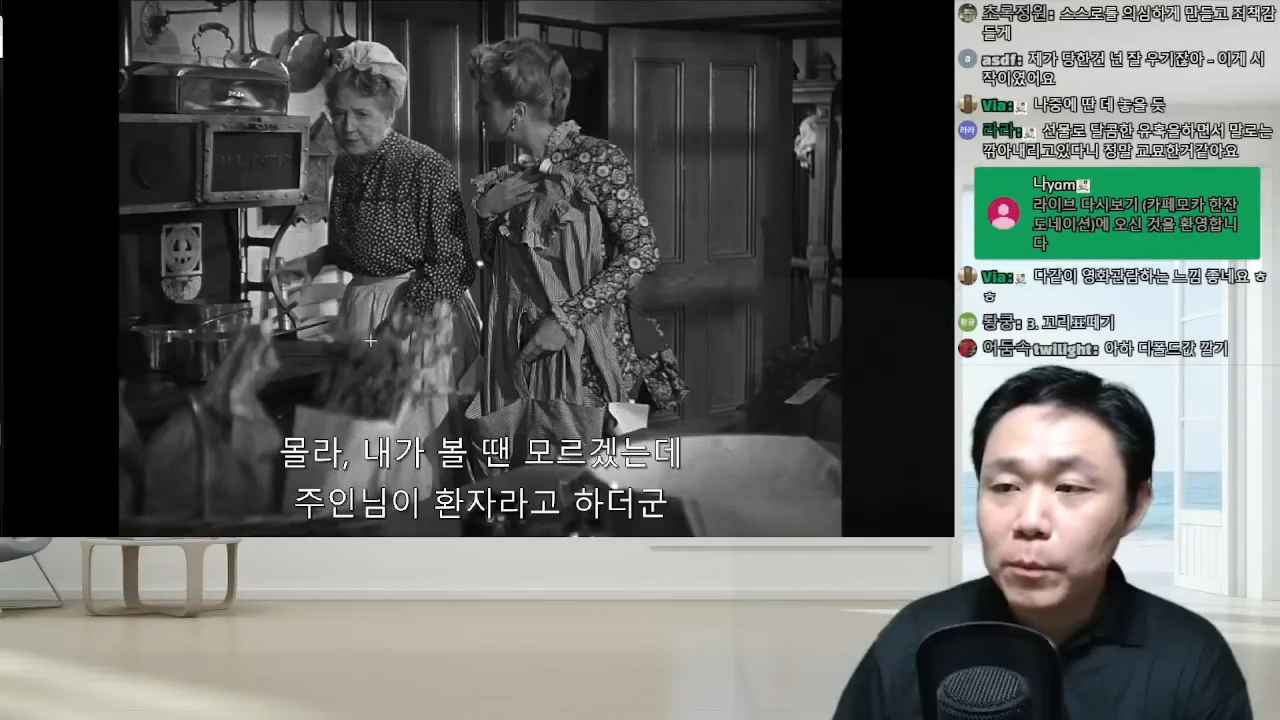 MAJESTIC
몰라, 내가 볼 땐 모르겠는데
주인님이 환자라고 하더군
초록정원: 스스로를 의심하게 만들고 죄책감
들게
a asdf: 제가 당한건 넌 잘 우기잖아 - 이게 시
작이였어요
Via: 나중에 딴 데 놓을 듯
라라 라라: 선물로 달콤한 유혹을하면서 말로는
깎아내리고있다니 정말 교묘한거같아요
나yam
라이브 다시보기 (카페모카 한잔
도네이션)에 오신 것을 환영합니
다
Via: 다같이 영화관람하는 느낌 좋네요 ㅎ
ㅎ
황쿵: 3. 꼬리표떼기
어둠속twilight: 아하 디폴드값 깔기